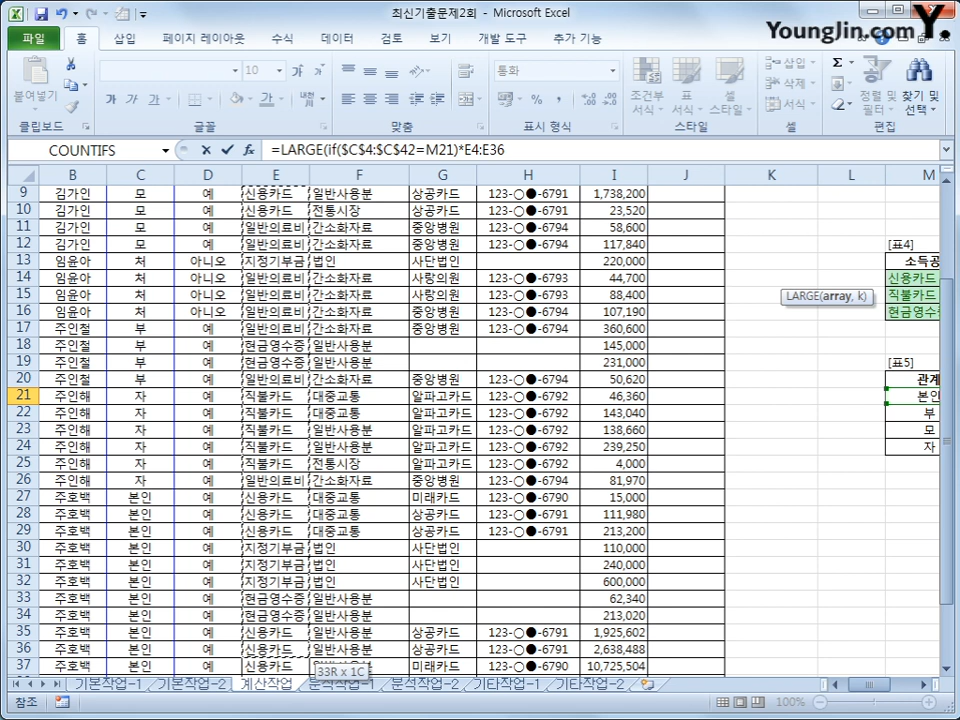 최신기출문제2회 - Microsoft Excel
Younglin.com Y.
파일 홈 삽입 페이지 레이아웃 수식 데이터 검토 보기 개발 도구 추가 기능
붙여넣기 10 가 가 가 통화 조건부 서식 표 서식 셀 스타일 삽입 삭제 서식 Σ 정렬 및 필터 찾기 및 선택
클립보드 글꼴 맞춤 표시 형식 스타일 셀 편집
COUNTIFS =LARGE(if($C$4:$C$42=M21)*E4:E36
B C D E F G H I J K L M
9 김가인 모 예 신용카드 일반사용분 상공카드 123-○●-6791 1,738,200
10 김가인 모 예 신용카드 전통시장 상공카드 123-○●-6791 23,520
11 김가인 모 예 일반의료비 간소화자료 중앙병원 123-○●-6794 58,600
12 김가인 모 예 일반의료비 간소화자료 중앙병원 123-○●-6794 117,840 [표4]
13 임윤아 처 아니오 지정기부금 법인 사단법인 220,000 소득공
14 임윤아 처 아니오 일반의료비 간소화자료 사랑의원 123-○●-6793 44,700 신용카드
15 임윤아 처 아니오 일반의료비 간소화자료 사랑의원 123-○●-6793 88,400 직불카드
16 임윤아 처 아니오 일반의료비 간소화자료 중앙병원 123-○●-6794 107,190 현금영수증
LARGE(array, k)
17 주인철 부 예 일반의료비 간소화자료 중앙병원 123-○●-6794 360,600
18 주인철 부 예 현금영수증 일반사용분 145,000
19 주인철 부 예 현금영수증 일반사용분 231,000 [표5]
20 주인철 부 예 일반의료비 간소화자료 중앙병원 123-○●-6794 50,620 관계
21 주인해 자 예 직불카드 대중교통 알파고카드 123-○●-6792 46,360 본인
22 주인해 자 예 직불카드 대중교통 알파고카드 123-○●-6792 143,040 부
23 주인해 자 예 직불카드 일반사용분 알파고카드 123-○●-6792 138,660 모
24 주인해 자 예 직불카드 일반사용분 알파고카드 123-○●-6792 239,250 자
25 주인해 자 예 직불카드 전통시장 알파고카드 123-○●-6792 4,000
26 주인해 자 예 일반의료비 간소화자료 중앙병원 123-○●-6792 81,970
27 주호백 본인 예 신용카드 대중교통 미래카드 123-○●-6790 15,000
28 주호백 본인 예 신용카드 대중교통 상공카드 123-○●-6791 111,980
29 주호백 본인 예 신용카드 대중교통 상공카드 123-○●-6791 213,200
30 주호백 본인 예 지정기부금 법인 사단법인 110,000
31 주호백 본인 예 지정기부금 법인 사단법인 240,000
32 주호백 본인 예 지정기부금 법인 사단법인 600,000
33 주호백 본인 예 현금영수증 일반사용분 62,340
34 주호백 본인 예 현금영수증 일반사용분 213,020
35 주호백 본인 예 신용카드 일반사용분 상공카드 123-○●-6791 1,925,602
36 주호백 본인 예 신용카드 일반사용분 상공카드 123-○●-6791 2,638,488
37 주호백 본인 예 신용카드 일반사용분 미래카드 123-○●-6790 10,725,504
33R x 1C
기본작업-1 기본작업-2 계산작업 분석작업-1 분석작업-2 기타작업-1 기타작업-2
참조 100%